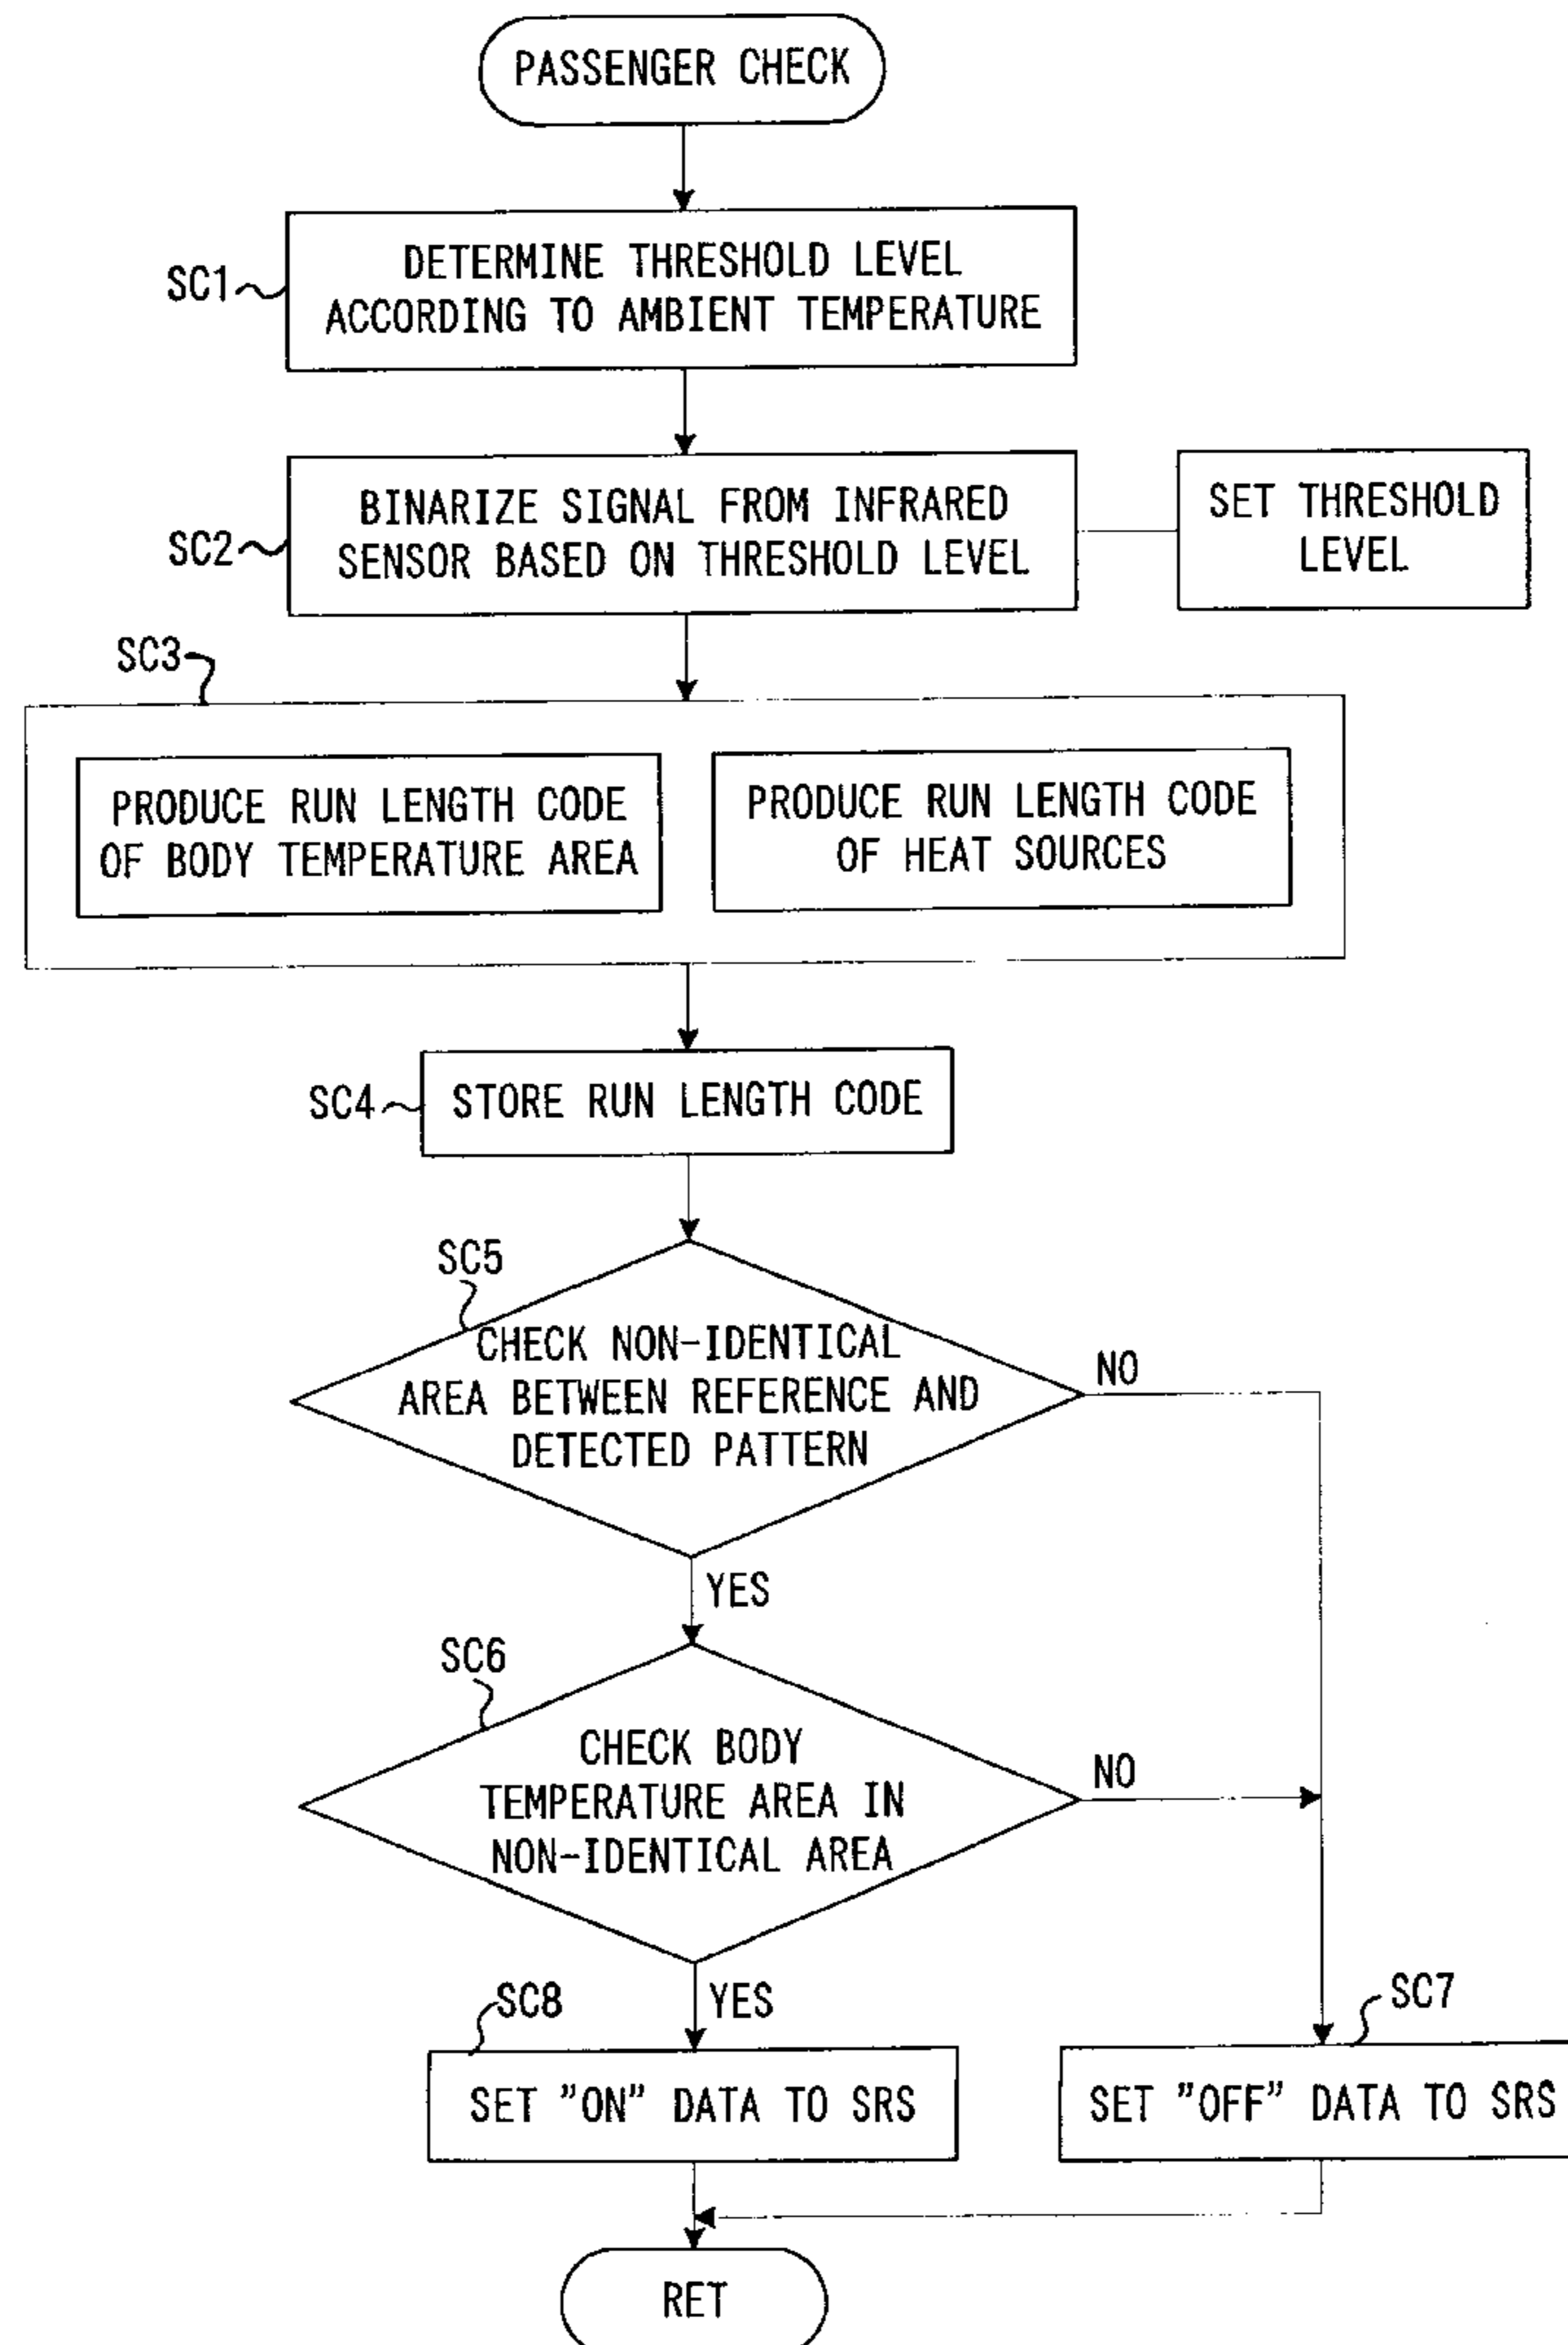 PASSENGER CHECK
SC1
DETERMINE THRESHOLD LEVEL
ACCORDING TO AMBIENT TEMPERATURE
SC2
BINARIZE SIGNAL FROM INFRARED
SENSOR BASED ON THRESHOLD LEVEL
SET THRESHOLD
LEVEL
SC3
PRODUCE RUN LENGTH CODE
OF BODY TEMPERATURE AREA
PRODUCE RUN LENGTH CODE
OF HEAT SOURCES
SC4
STORE RUN LENGTH CODE
SC5
CHECK NON-IDENTICAL
AREA BETWEEN REFERENCE AND
DETECTED PATTERN
NO
YES
SC6
CHECK BODY
TEMPERATURE AREA IN
NON-IDENTICAL AREA
NO
YES
SC8
SET "ON" DATA TO SRS
SC7
SET "OFF" DATA TO SRS
RET